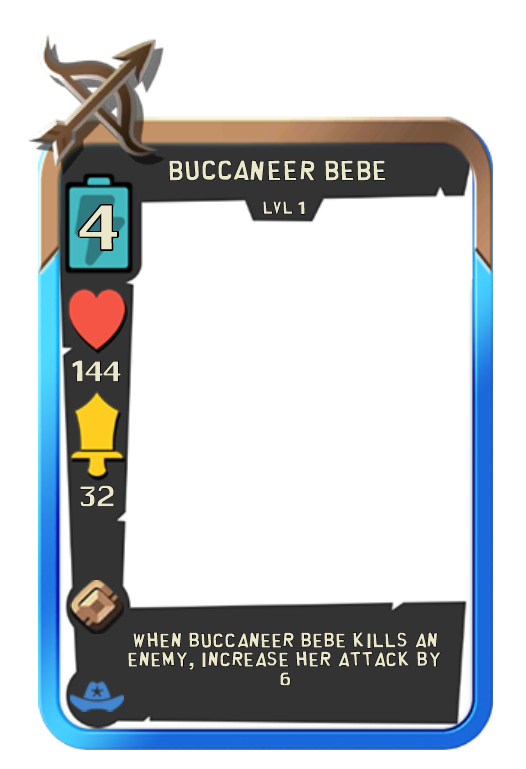 BUCCANEER BEBE
LVL 1
4
144
32
WHEN BUCCANEER BEBE KILLS AN
ENEMY, INCREASE HER ATTACK BY
6